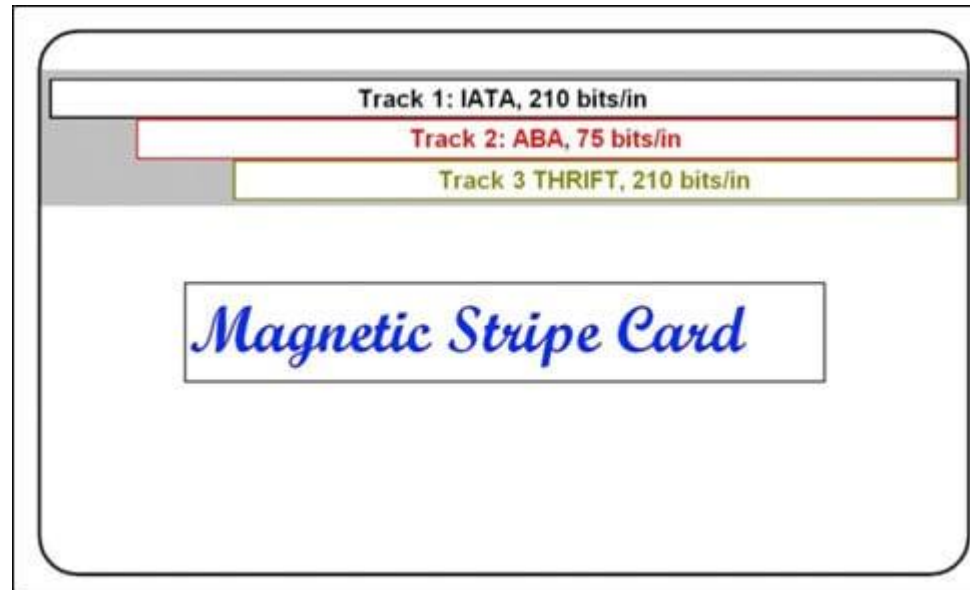 Track 1: IATA, 210 bits/in
Track 2: ABA, 75 bits/in
Track 3 THRIFT, 210 bits/in
Magnetic Stripe Card